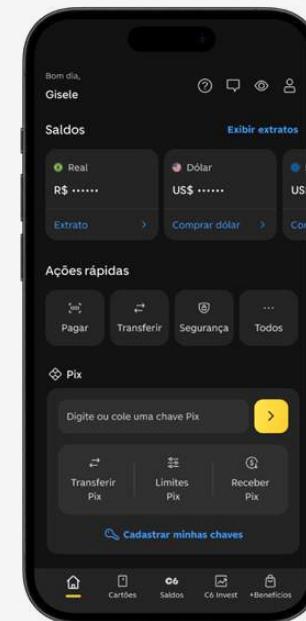 Bom dia,
Gisele
Saldos
Exibir extratos
Real
Dólar
R$ ······
US$ ······
US
Extrato
Comprar dólar
Co
Ações rápidas
Pagar
Transferir
Segurança
Todos
Pix
Digite ou cole uma chave Pix
Transferir
Pix
Limites
Pix
Receber
Pix
Cadastrar minhas chaves
C6
Cartões
Saldos
C6 Invest
+Benefícios